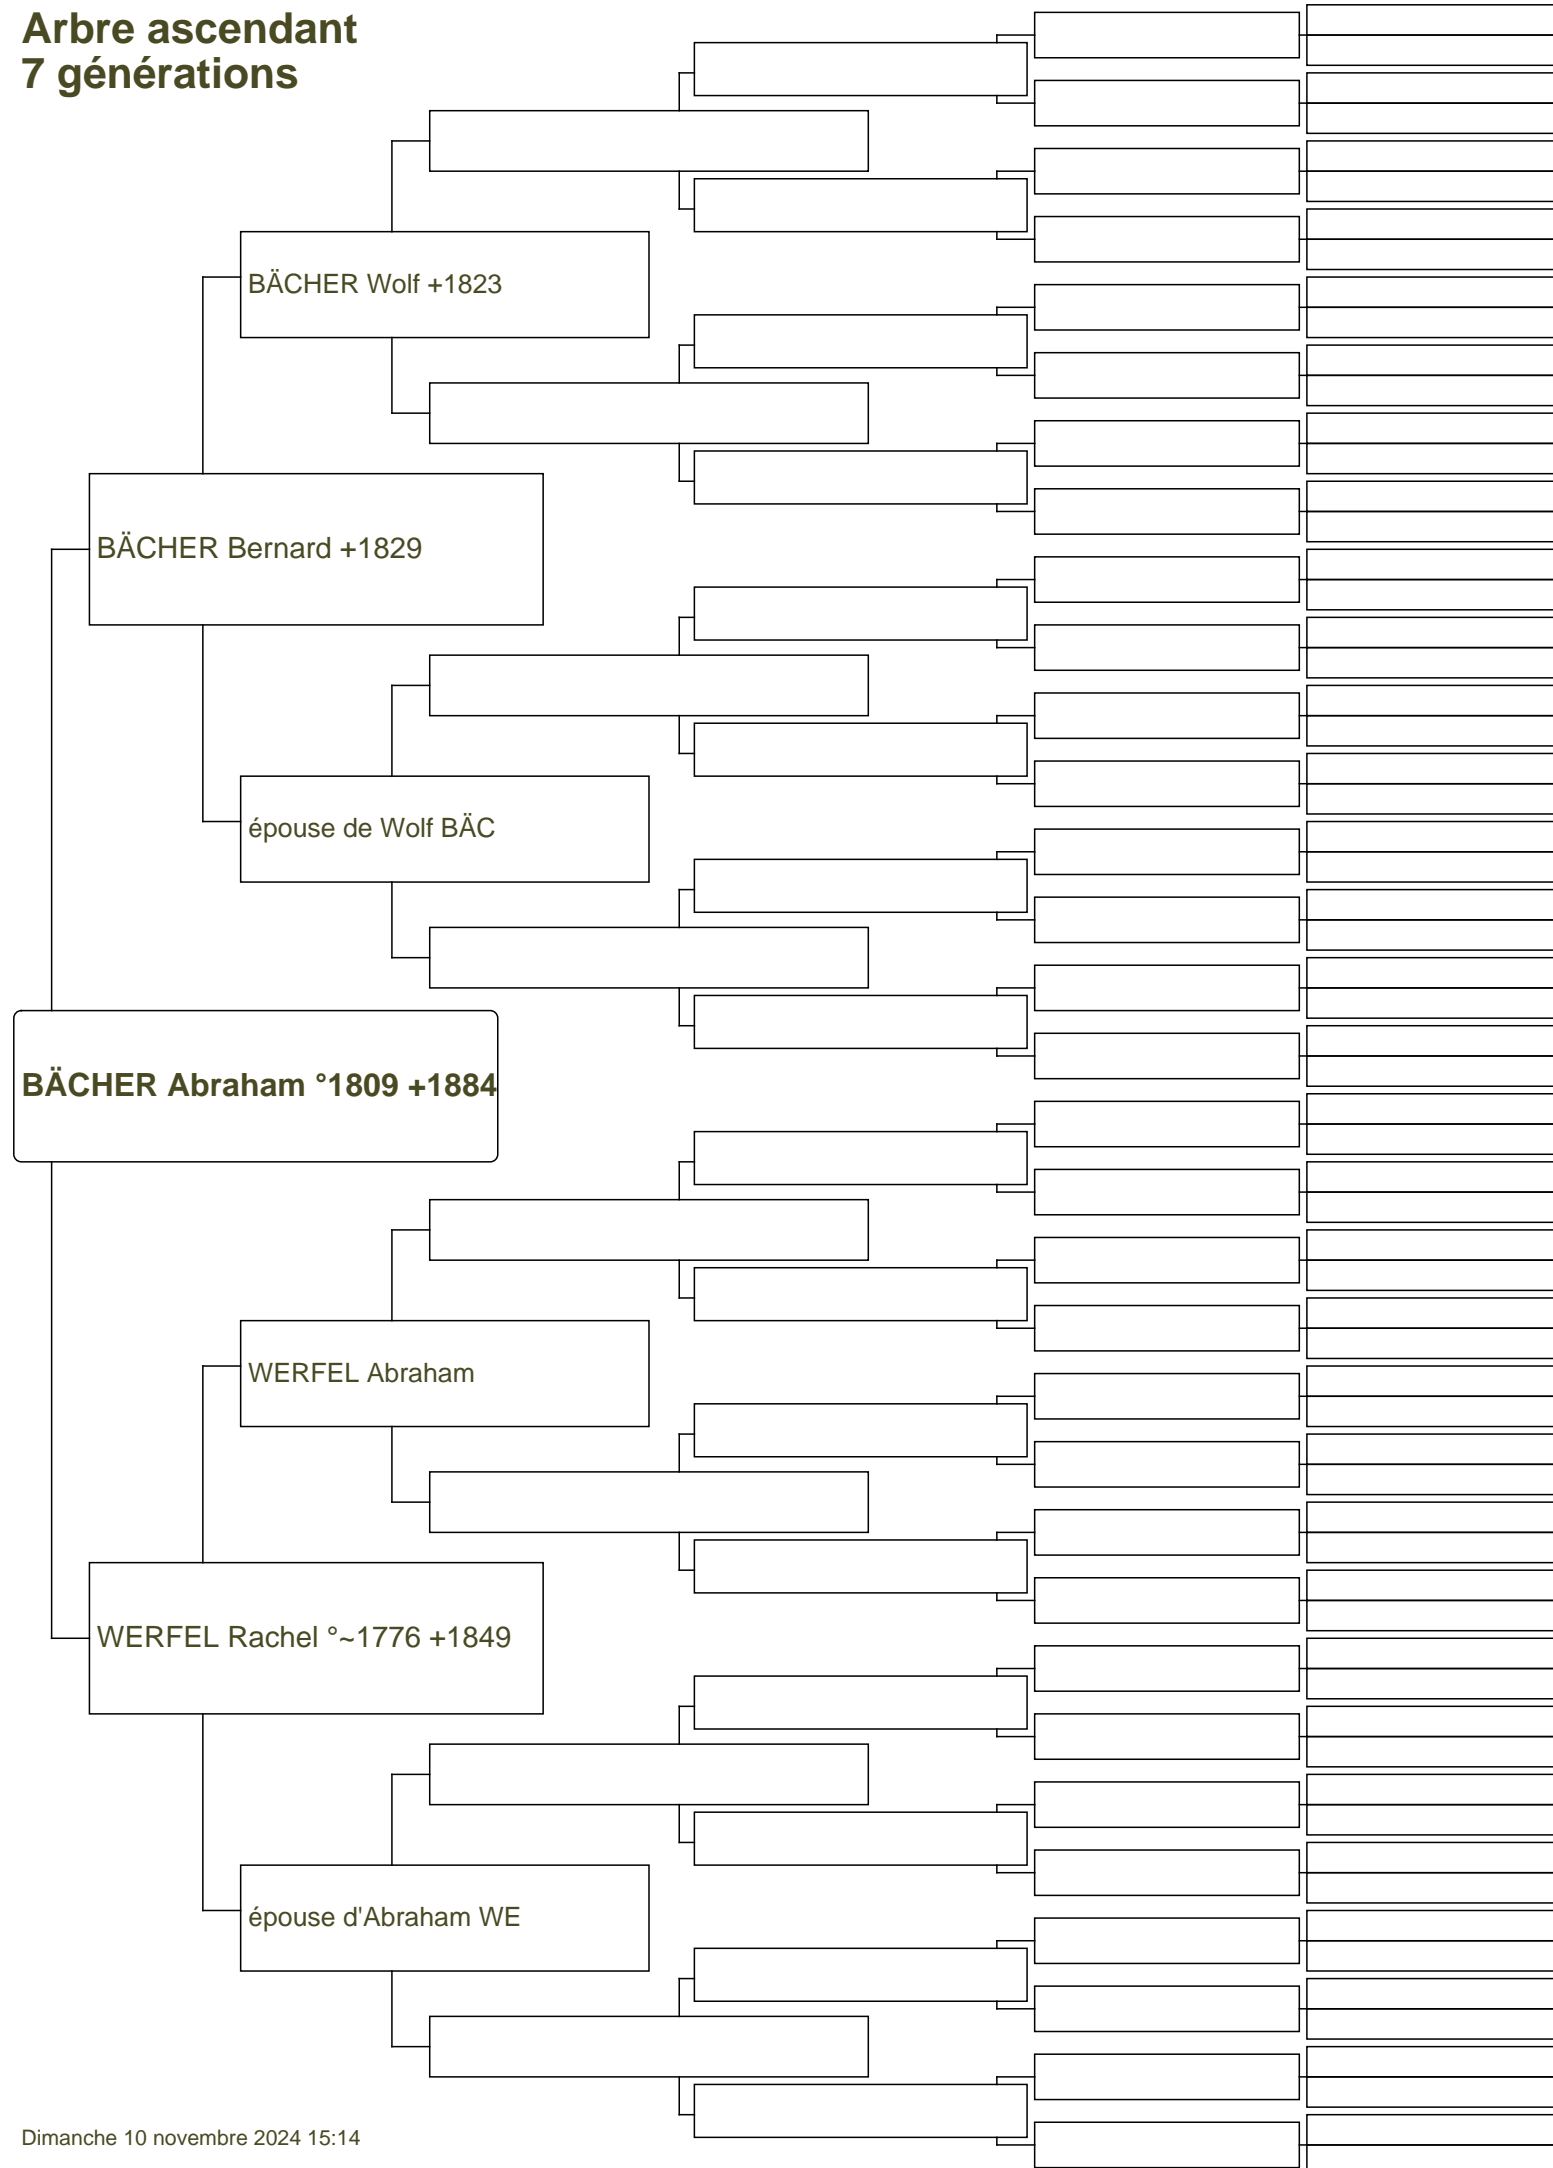 Arbre ascendant
7 générations
BÄCHER Wolf +1823
BÄCHER Bernard +1829
épouse de Wolf BÄC
BÄCHER Abraham °1809 +1884
WERFEL Abraham
WERFEL Rachel °~1776 +1849
épouse d'Abraham WE
Dimanche 10 novembre 2024 15:14